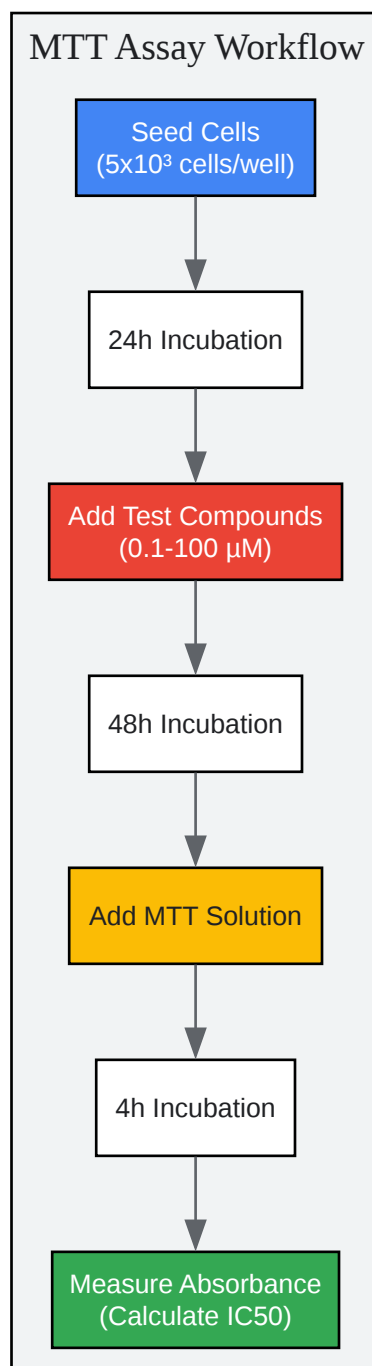 MTT Assay Workflow
Seed Cells
(5x10³ cells/well)
24h Incubation
Add Test Compounds
(0.1-100 µM)
48h Incubation
Add MTT Solution
4h Incubation
Measure Absorbance
(Calculate IC50)